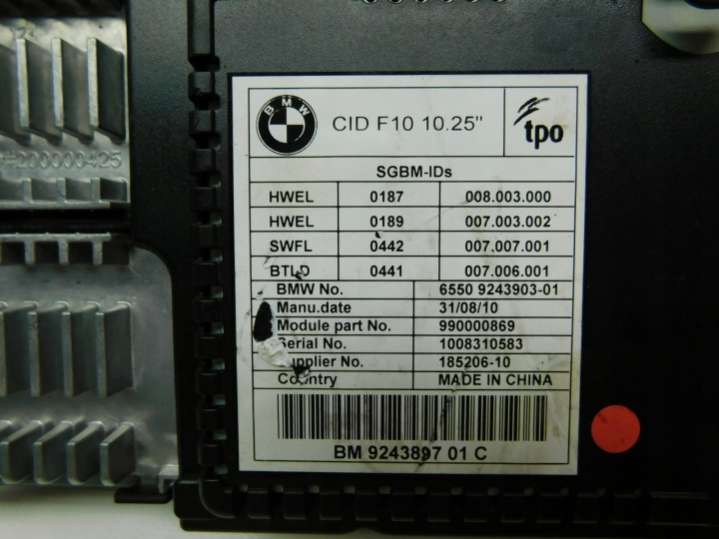 BMW
CID F10 10.25"
tpo
SGBM-IDs
HWEL 0187 008.003.000
HWEL 0189 007.003.002
SWFL 0442 007.007.001
BTLD 0441 007.006.001
BMW No. 6550 9243903-01
Manu.date 31/08/10
Module part No. 990000869
Serial No. 1008310583
Supplier No. 185206-10
Country MADE IN CHINA
BM 9243897 01 C